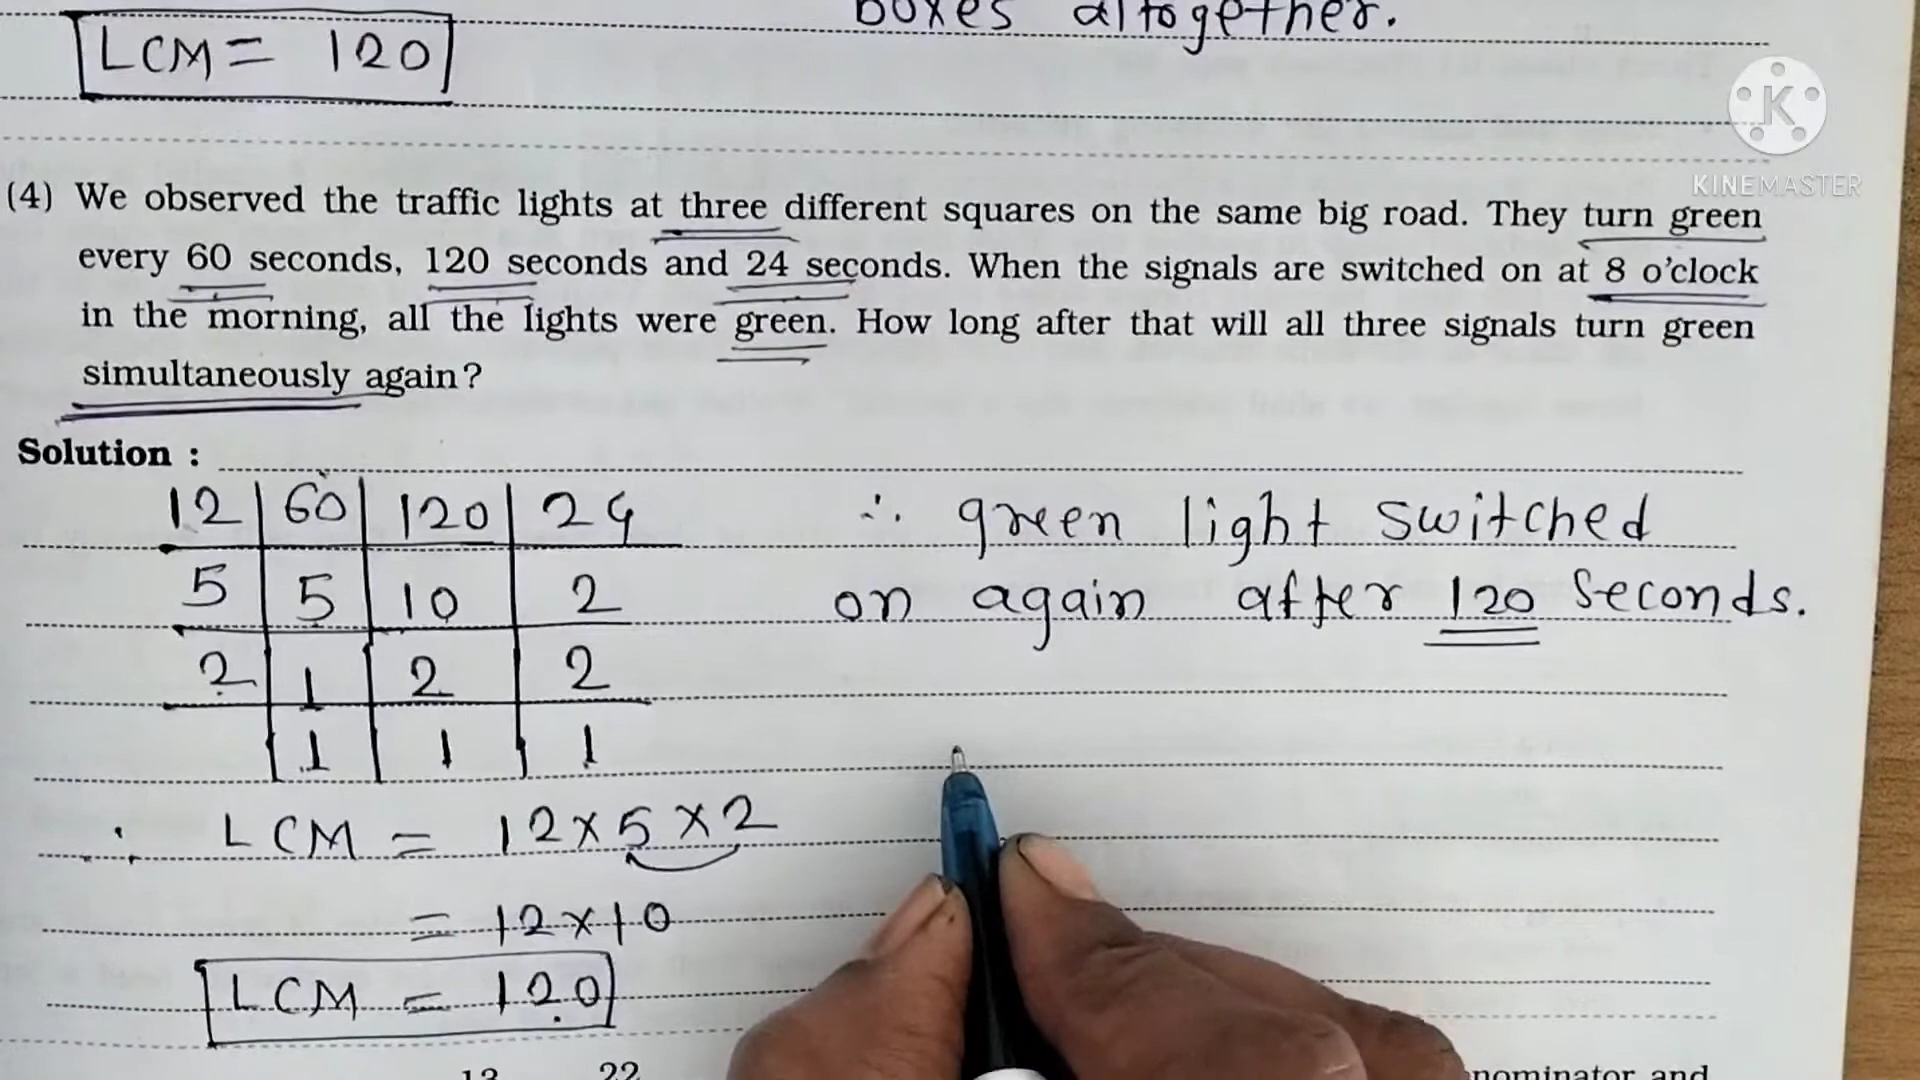 boxes altogether.
LCM = 120
K
KINEMASTER
(4) We observed the traffic lights at three different squares on the same big road. They turn green
every 60 seconds, 120 seconds and 24 seconds. When the signals are switched on at 8 o'clock
in the morning, all the lights were green. How long after that will all three signals turn green
simultaneously again?
Solution :
12 | 60 | 120 | 24
5 | 5 | 10 | 2
2 | 1 | 2 | 2
1 | 1 | 1
∴ green light switched
on again after 120 seconds.
∴ LCM = 12 × 5 × 2
= 12 × 10
LCM = 120
13 22
nominator and